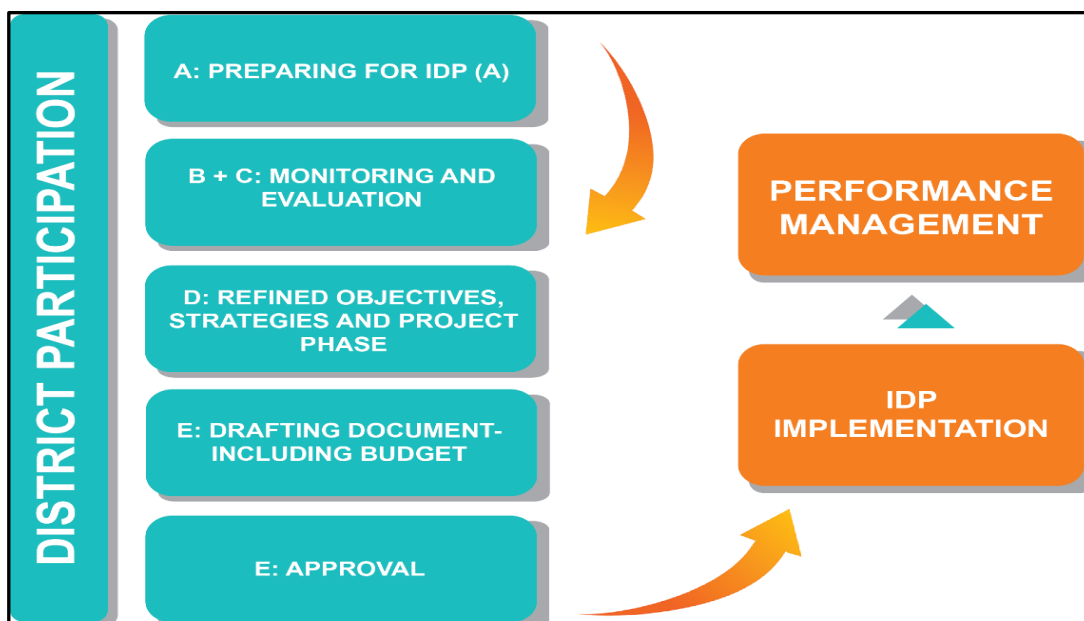 DISTRICT PARTICIPATION
A: PREPARING FOR IDP (A)
B + C: MONITORING AND
EVALUATION
D: REFINED OBJECTIVES,
STRATEGIES AND PROJECT
PHASE
E: DRAFTING DOCUMENT-
INCLUDING BUDGET
E: APPROVAL
PERFORMANCE
MANAGEMENT
IDP
IMPLEMENTATION